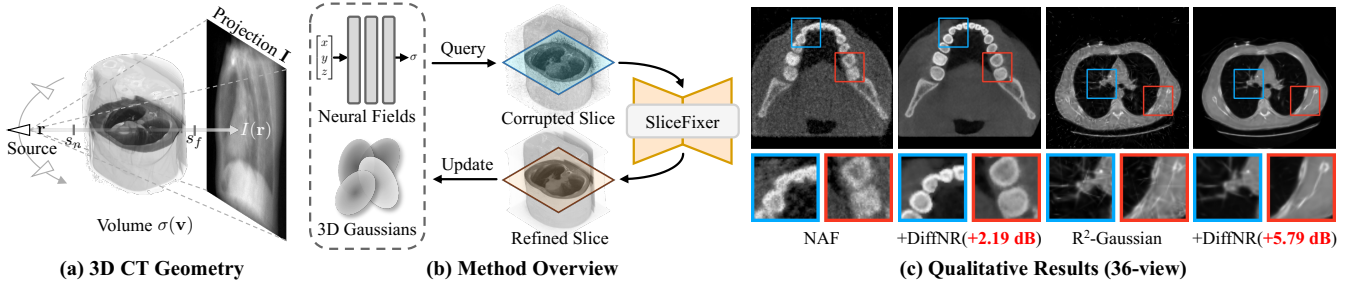 Projection I
r
Source
s_n
s_f
I(r)
Volume σ(v)
(a) 3D CT Geometry
x
y
z
σ
Neural Fields
3D Gaussians
Query
Update
Corrupted Slice
SliceFixer
Refined Slice
(b) Method Overview
NAF
+DiffNR(+2.19 dB)
R²-Gaussian
+DiffNR(+5.79 dB)
(c) Qualitative Results (36-view)